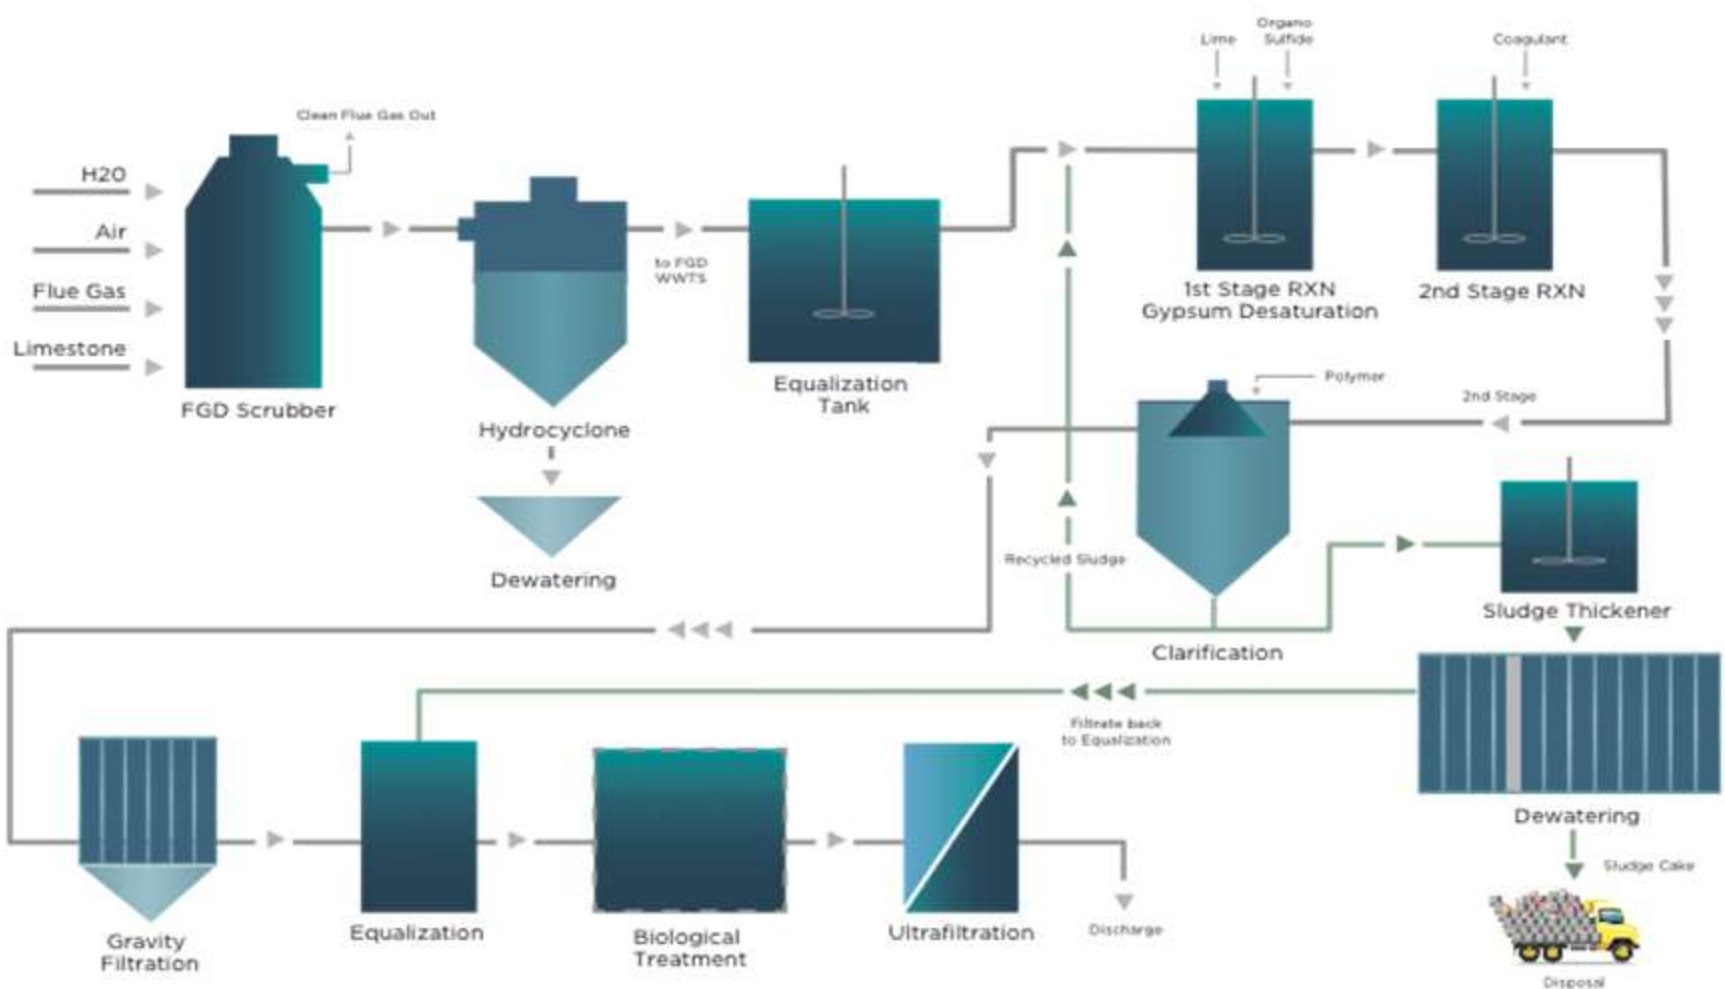 Lime
Organo
Sulfide
Coagulant
Clean Flue Gas Out
H20
Air
Flue Gas
Limestone
to FGD
WWTS
FGD Scrubber
Hydrocyclone
Equalization
Tank
1st Stage RXN
Gypsum Desaturation
2nd Stage RXN
Polymer
2nd Stage
Dewatering
Recycled Sludge
Clarification
Sludge Thickener
Filtrate back
to Equalization
Dewatering
Sludge Cake
Gravity
Filtration
Equalization
Biological
Treatment
Ultrafiltration
Discharge
Disposal